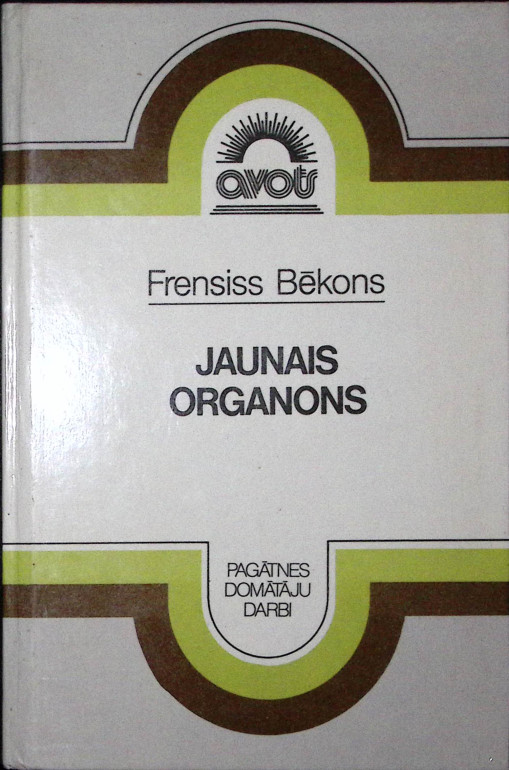 avots
Frensiss Bēkons
JAUNAIS
ORGANONS
PAGĀTNES
DOMĀTĀJU
DARBI